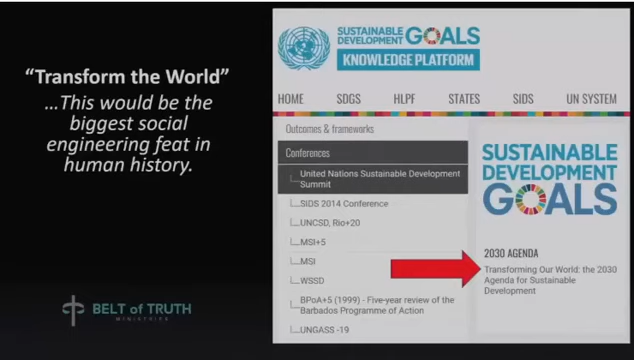 "Transform the World"
...This would be the
biggest social
engineering feat in
human history.
BELT of TRUTH
MINISTRIES
SUSTAINABLE
DEVELOPMENT GOALS
KNOWLEDGE PLATFORM
HOME SDGS HLPF STATES SIDS UN SYSTEM
Outcomes & frameworks
Conferences
United Nations Sustainable Development
Summit
SIDS 2014 Conference
UNCSD, Rio+20
MSI+5
MSI
WSSD
BPoA+5 (1999) - Five-year review of the
Barbados Programme of Action
UNGASS -19
SUSTAINABLE
DEVELOPMENT
GOALS
2030 AGENDA
Transforming Our World: the 2030
Agenda for Sustainable
Development